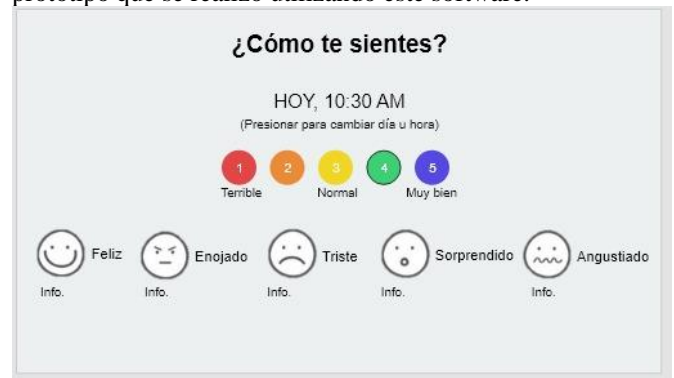 prototipo que se realizó utilizando este software.
¿Cómo te sientes?
HOY, 10:30 AM
(Presionar para cambiar día u hora)
1 2 3 4 5
Terrible Normal Muy bien
Feliz Enojado Triste Sorprendido Angustiado
Info. Info. Info. Info. Info.